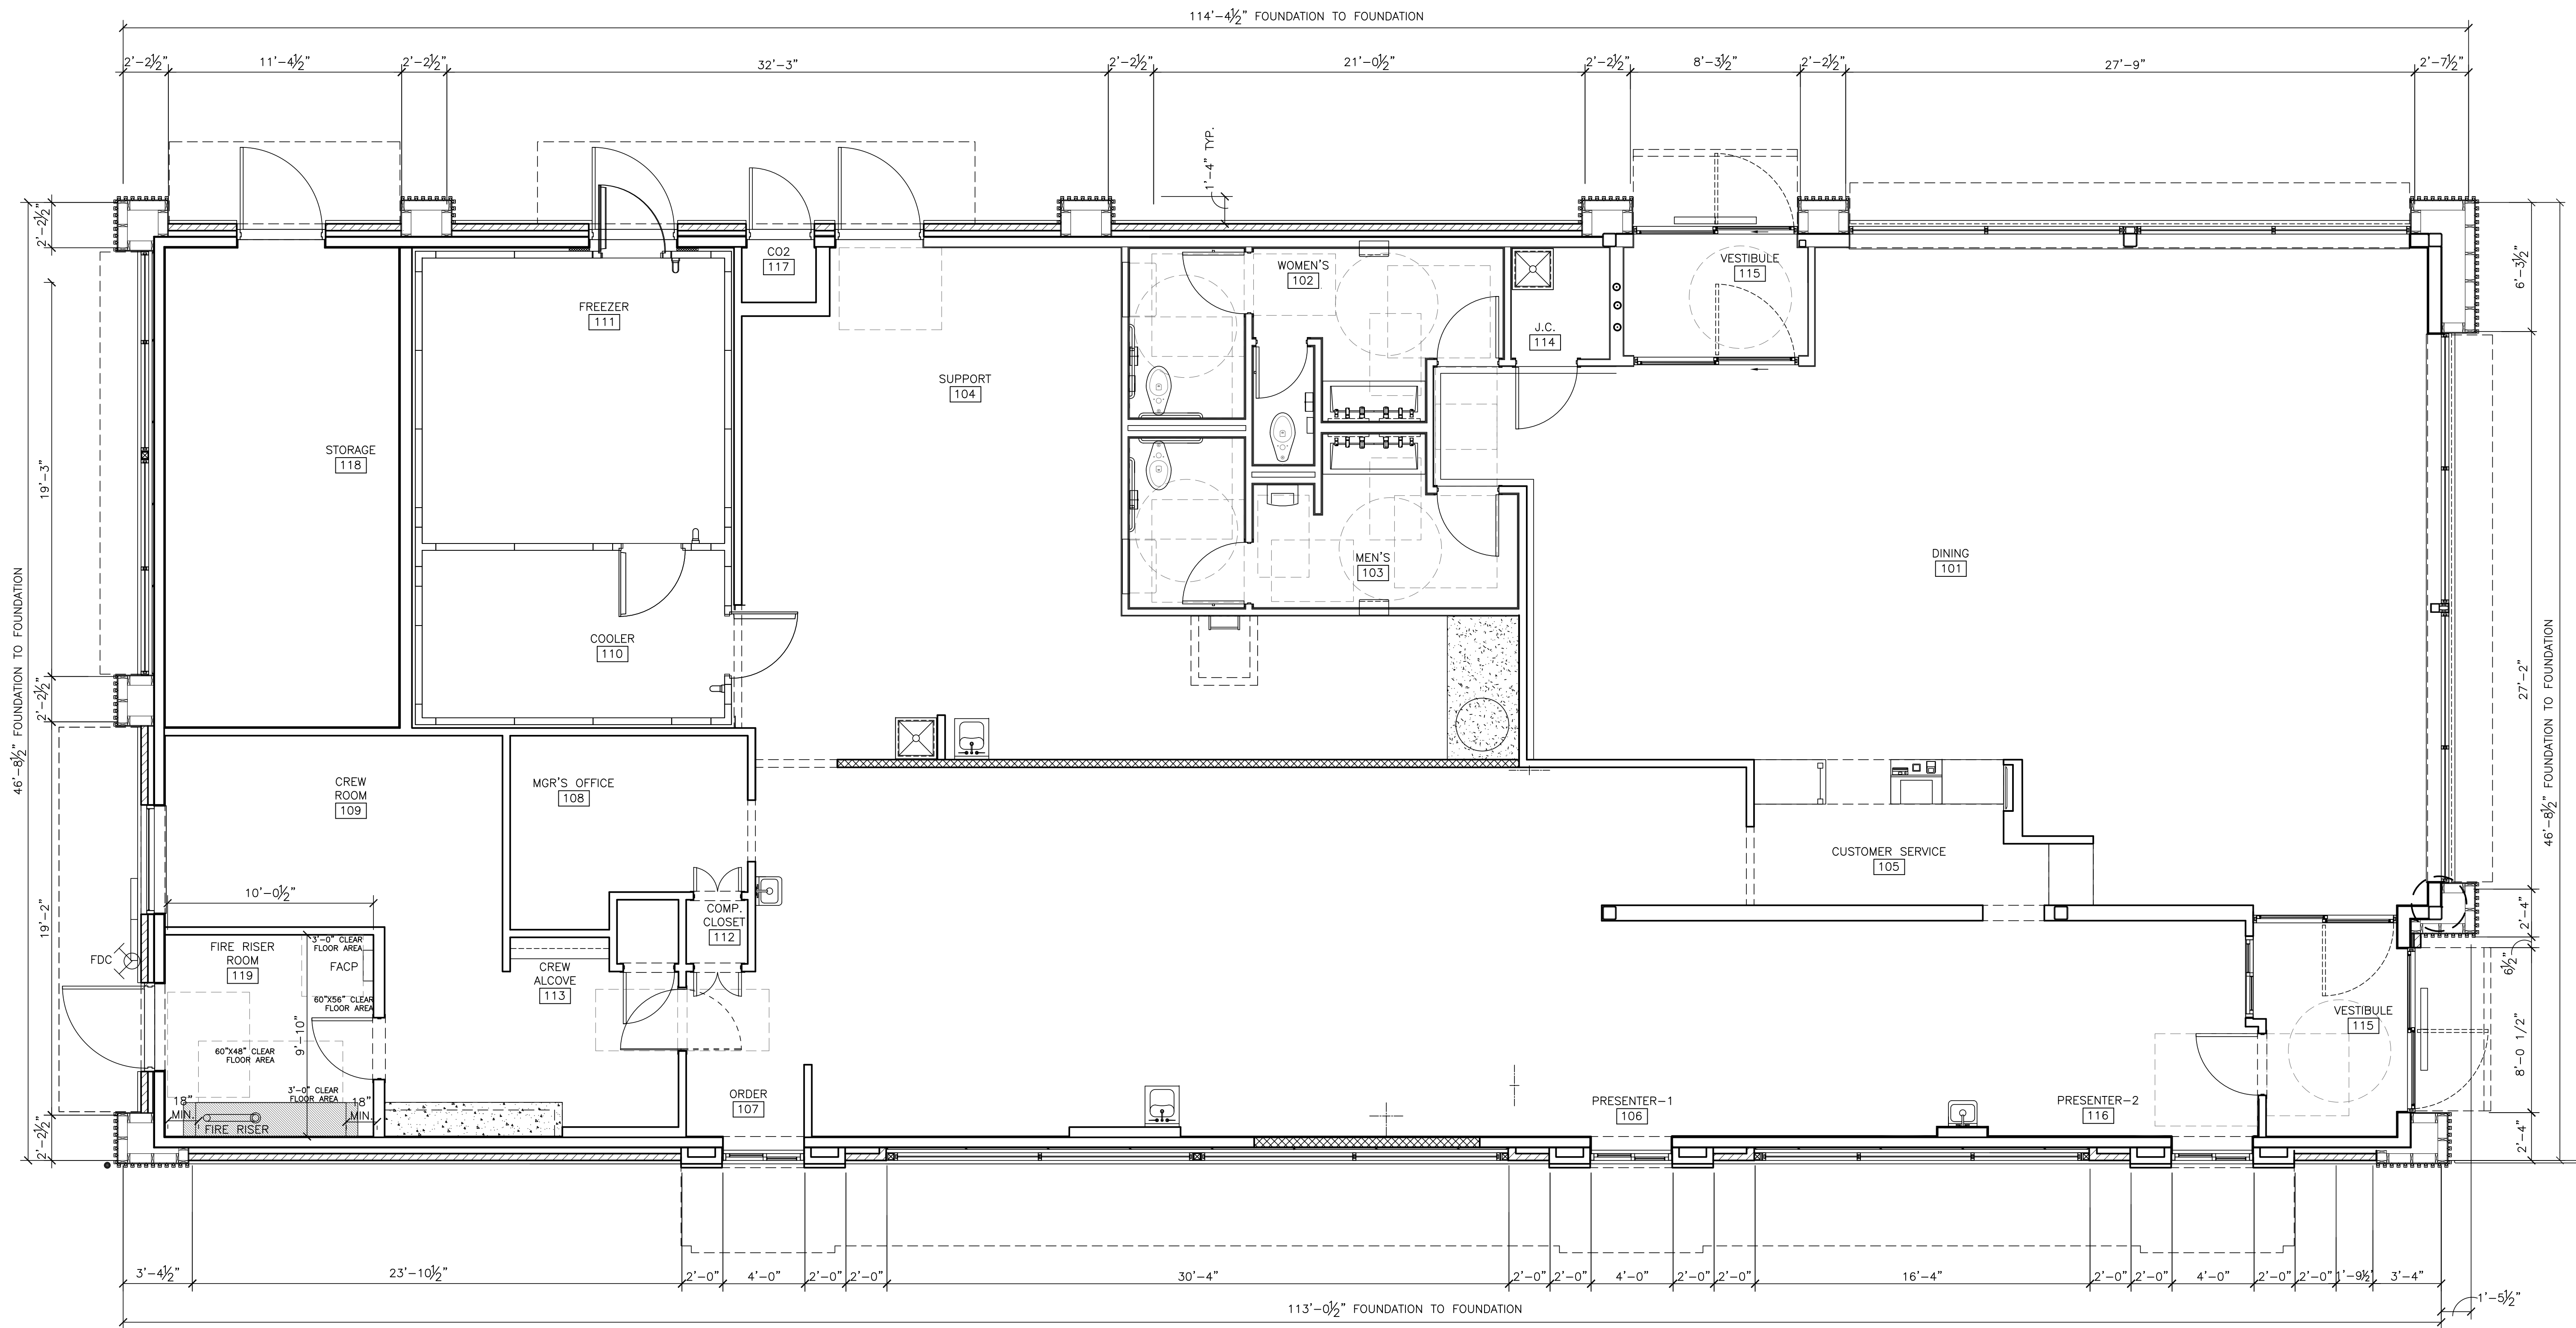 114'-4½" FOUNDATION TO FOUNDATION
2'-2½" 11'-4½" 2'-2½" 32'-3" 2'-2½" 21'-0½" 2'-2½" 8'-3½" 2'-2½" 27'-9" 2'-7½"
1'-4" TYP.
2'-2½"
CO2
117
WOMEN'S
102
VESTIBULE
115
6'-3½"
FREEZER
111
J.C.
114
SUPPORT
104
STORAGE
118
19'-3"
MEN'S
103
DINING
101
46'-8½" FOUNDATION TO FOUNDATION
COOLER
110
2'-2½"
27'-2"
46'-8½" FOUNDATION TO FOUNDATION
CREW
ROOM
109
MGR'S OFFICE
108
CUSTOMER SERVICE
105
10'-0½"
COMP.
CLOSET
112
19'-2"
2'-4"
FDC
FIRE RISER
ROOM
119
3'-0" CLEAR
FLOOR AREA
FACP
CREW
ALCOVE
113
6½"
60"X56" CLEAR
FLOOR AREA
VESTIBULE
115
9'-10"
60"X48" CLEAR
FLOOR AREA
8'-0 1/2"
3'-0" CLEAR
FLOOR AREA
18"
MIN.
18"
MIN.
FIRE RISER
ORDER
107
PRESENTER-1
106
PRESENTER-2
116
2'-2½"
2'-4"
3'-4½" 23'-10½" 2'-0" 4'-0" 2'-0" 2'-0" 30'-4" 2'-0" 2'-0" 4'-0" 2'-0" 2'-0" 16'-4" 2'-0" 2'-0" 4'-0" 2'-0" 2'-0" 1'-9½" 3'-4"
1'-5½"
113'-0½" FOUNDATION TO FOUNDATION